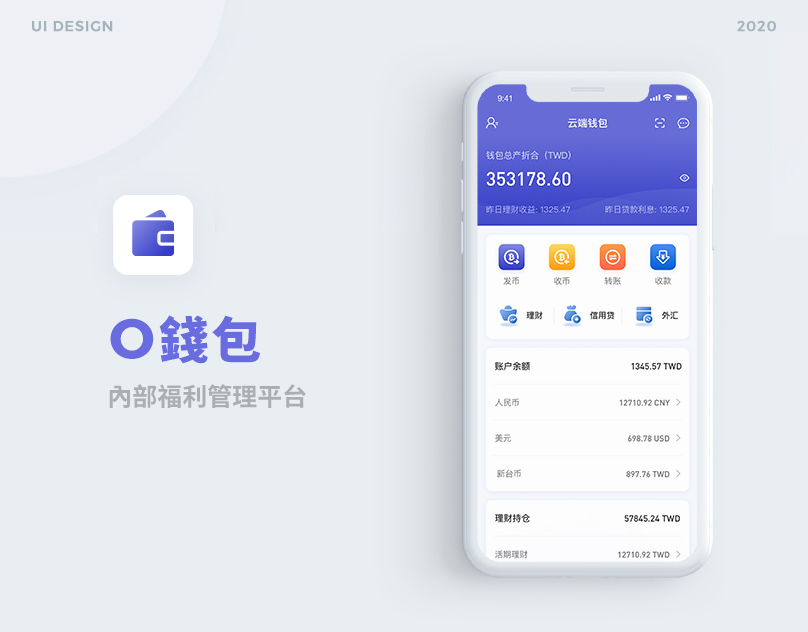 UI DESIGN
2020
O錢包
內部福利管理平台
9:41
云端钱包
钱包总产折合（TWD）
353178.60
昨日理财收益: 1325.47 昨日贷款利息: 1325.47
发币 收币 转账 收款
理财 信用贷 外汇
账户余额 1345.57 TWD
人民币 12710.92 CNY
美元 698.78 USD
新台币 897.76 TWD
理财持仓 57845.24 TWD
活期理财 12710.92 TWD